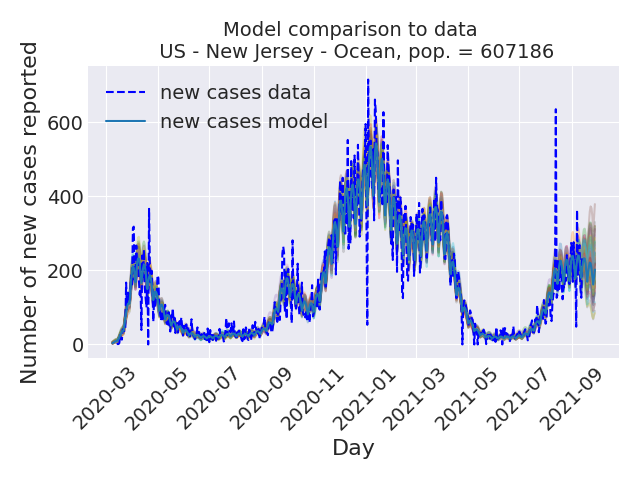 Model comparison to data
US - New Jersey - Ocean, pop. = 607186
new cases data
new cases model
Number of new cases reported
600
400
200
0
2020-03
2020-05
2020-07
2020-09
2020-11
2021-01
2021-03
2021-05
2021-07
2021-09
Day